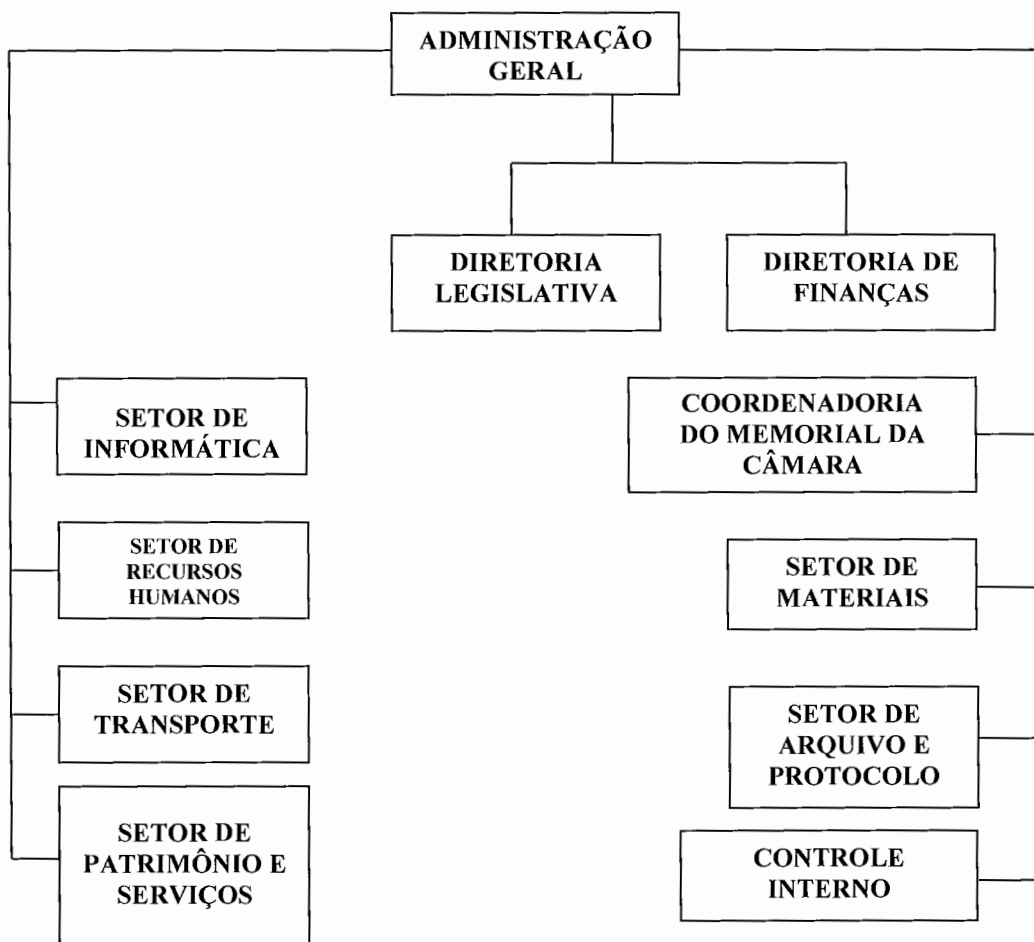 ADMINISTRAÇÃO
GERAL
DIRETORIA
LEGISLATIVA
DIRETORIA DE
FINANÇAS
SETOR DE
INFORMÁTICA
COORDENADORIA
DO MEMORIAL DA
CÂMARA
SETOR DE
RECURSOS
HUMANOS
SETOR DE
MATERIAIS
SETOR DE
TRANSPORTE
SETOR DE
ARQUIVO E
PROTOCOLO
SETOR DE
PATRIMÔNIO E
SERVIÇOS
CONTROLE
INTERNO